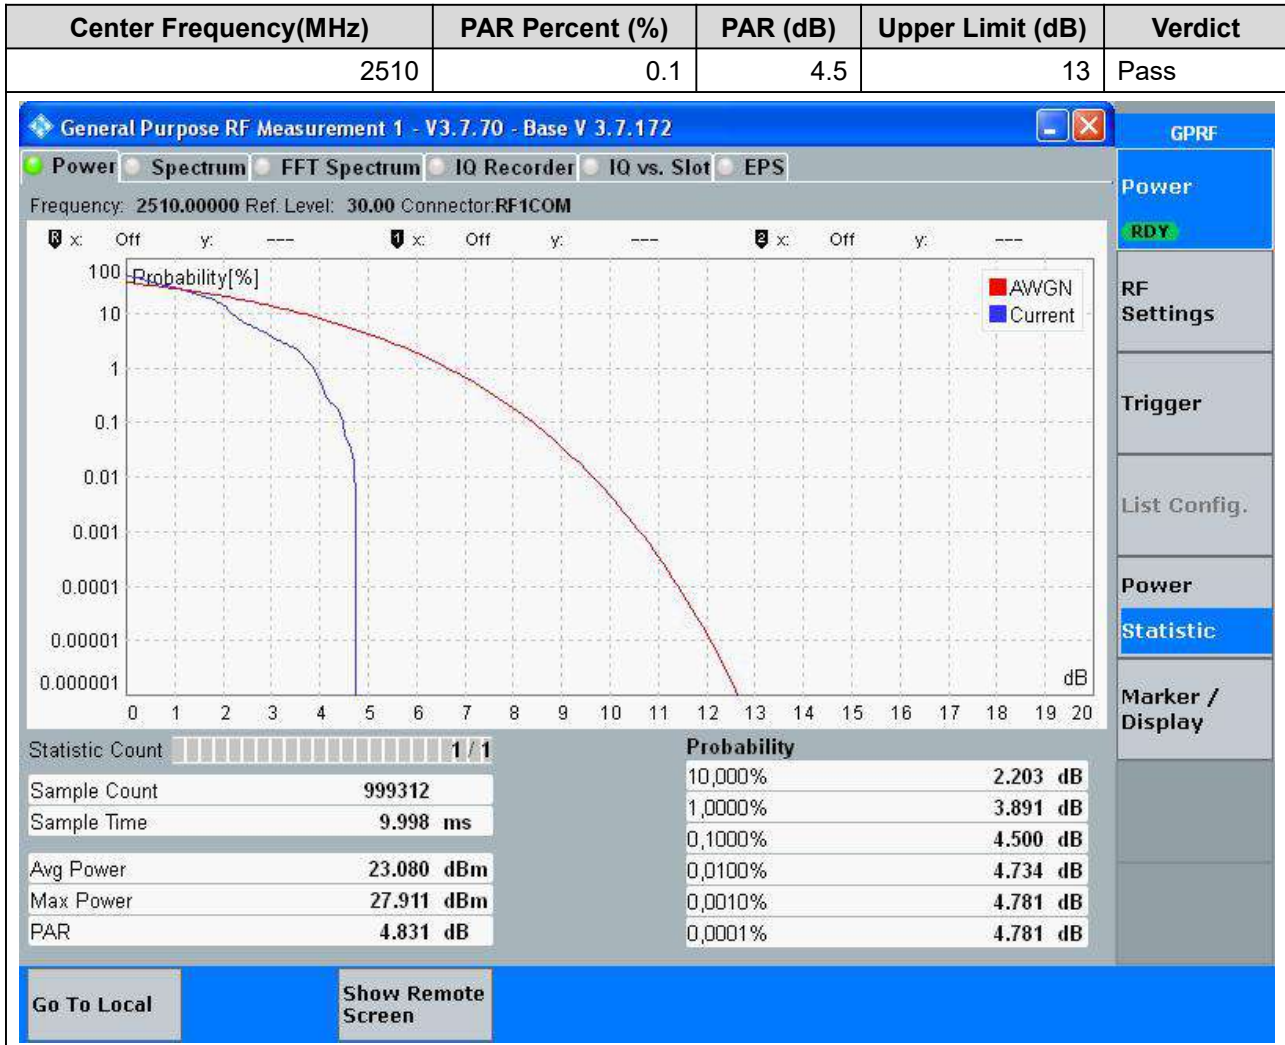 Center Frequency(MHz) PAR Percent (%) PAR (dB) Upper Limit (dB) Verdict
2510 0.1 4.5 13 Pass
General Purpose RF Measurement 1 - V3.7.70 - Base V 3.7.172
GPRF
Power Spectrum FFT Spectrum IQ Recorder IQ vs. Slot EPS
Power
RDY
Frequency: 2510.00000 Ref. Level: 30.00 Connector:RF1COM
R x: Off y: --- 1 x: Off y: --- 2 x: Off y: ---
Probability[%]
AWGN
Current
100
10
1
0.1
0.01
0.001
0.0001
0.00001
0.000001
dB
0 1 2 3 4 5 6 7 8 9 10 11 12 13 14 15 16 17 18 19 20
RF
Settings
Trigger
List Config.
Power
Statistic
Marker /
Display
Statistic Count 1 / 1
Sample Count 999312
Sample Time 9.998 ms
Avg Power 23.080 dBm
Max Power 27.911 dBm
PAR 4.831 dB
Probability
10,000% 2.203 dB
1,0000% 3.891 dB
0,1000% 4.500 dB
0,0100% 4.734 dB
0,0010% 4.781 dB
0,0001% 4.781 dB
Go To Local
Show Remote
Screen